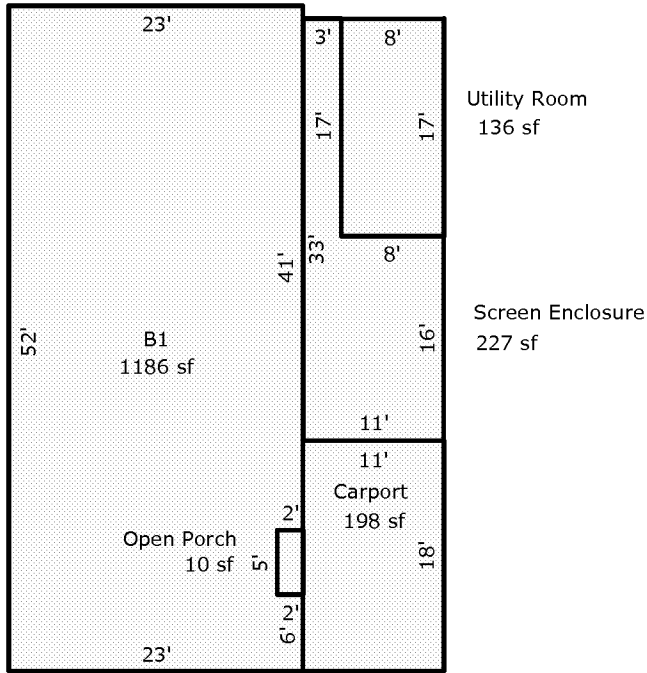 23'
3'
8'
17'
17'
Utility Room
136 sf
41'
33'
8'
52'
B1
1186 sf
16'
Screen Enclosure
227 sf
11'
11'
Carport
198 sf
2'
Open Porch
10 sf
5'
18'
2'
6'
23'